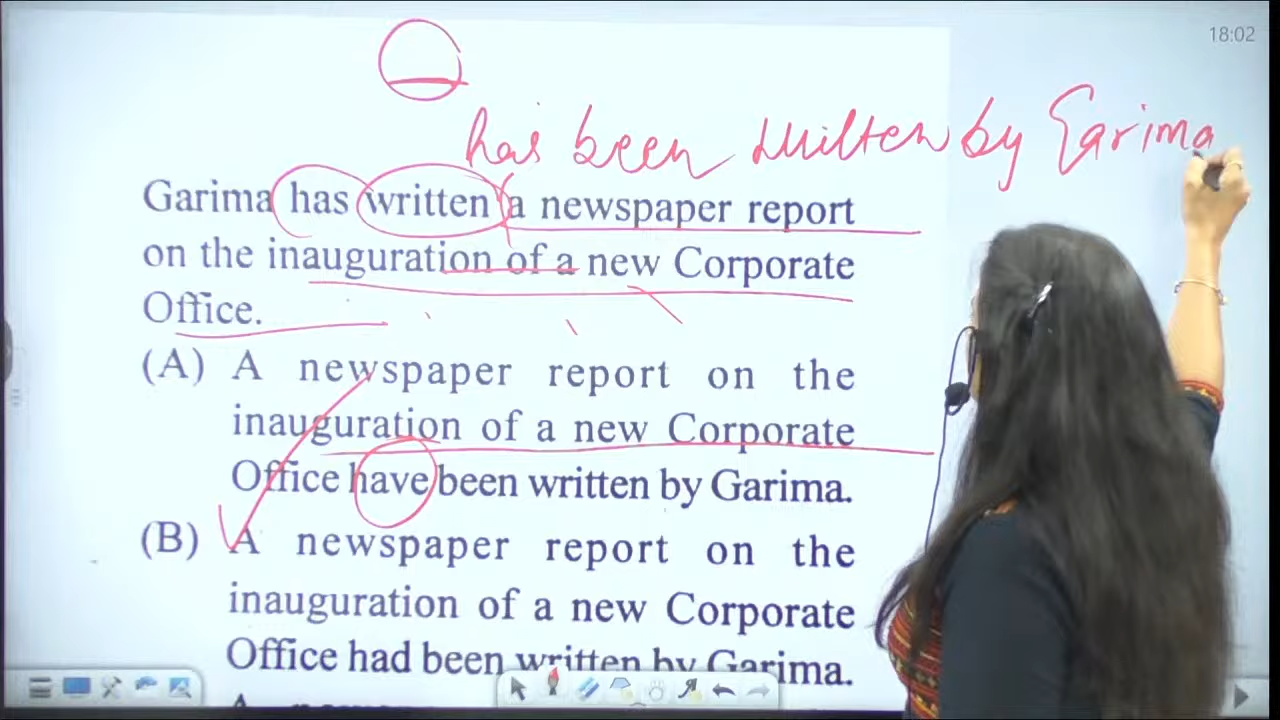 18:02
has been written by Garima
Garima has written a newspaper report
on the inauguration of a new Corporate
Office.
(A) A newspaper report on the
inauguration of a new Corporate
Office have been written by Garima.
(B) A newspaper report on the
inauguration of a new Corporate
Office had been written by Garima.